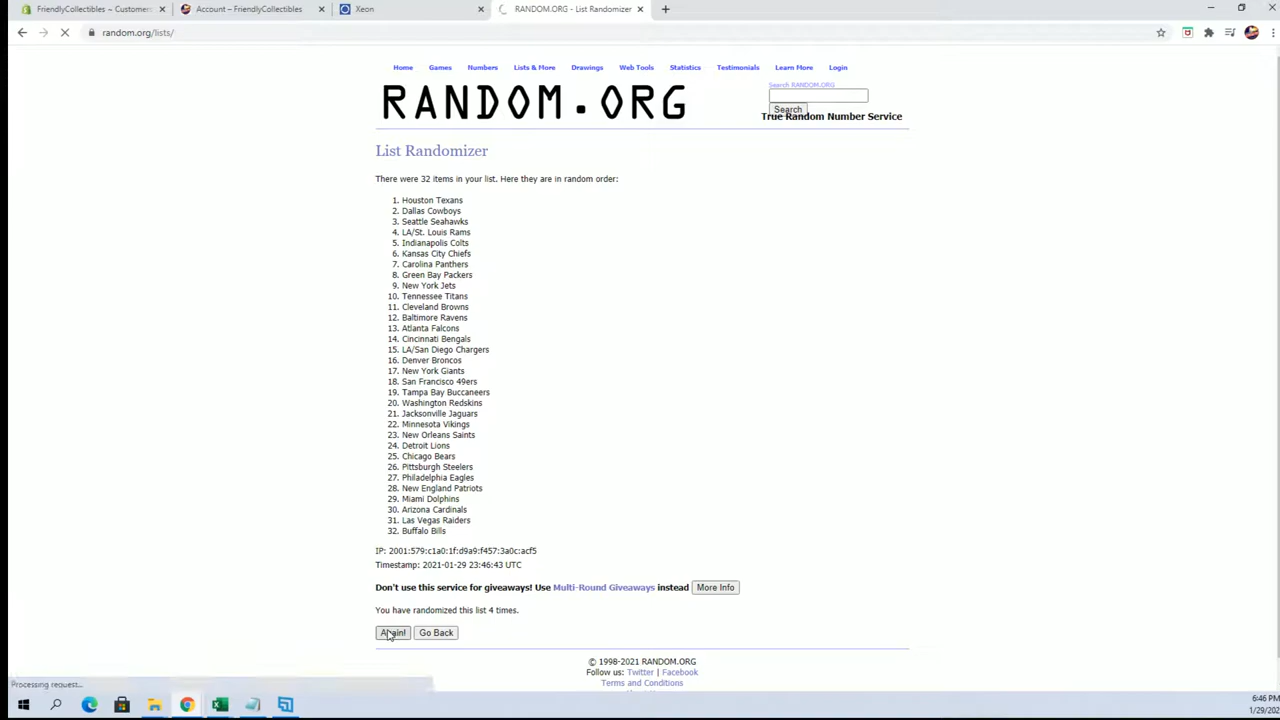 FriendlyCollectibles ~ Customers
Account – FriendlyCollectibles
Xeon
RANDOM.ORG - List Randomizer
random.org/lists/
Home Games Numbers Lists & More Drawings Web Tools Statistics Testimonials Learn More Login
Search RANDOM.ORG
RANDOM.ORG
Search
True Random Number Service
List Randomizer
There were 32 items in your list. Here they are in random order:
1. Houston Texans
2. Dallas Cowboys
3. Seattle Seahawks
4. LA/St. Louis Rams
5. Indianapolis Colts
6. Kansas City Chiefs
7. Carolina Panthers
8. Green Bay Packers
9. New York Jets
10. Tennessee Titans
11. Cleveland Browns
12. Baltimore Ravens
13. Atlanta Falcons
14. Cincinnati Bengals
15. LA/San Diego Chargers
16. Denver Broncos
17. New York Giants
18. San Francisco 49ers
19. Tampa Bay Buccaneers
20. Washington Redskins
21. Jacksonville Jaguars
22. Minnesota Vikings
23. New Orleans Saints
24. Detroit Lions
25. Chicago Bears
26. Pittsburgh Steelers
27. Philadelphia Eagles
28. New England Patriots
29. Miami Dolphins
30. Arizona Cardinals
31. Las Vegas Raiders
32. Buffalo Bills
IP: 2001:579:c1a0:1f:d9a9:f457:3a0c:acf5
Timestamp: 2021-01-29 23:46:43 UTC
Don't use this service for giveaways! Use Multi-Round Giveaways instead More Info
You have randomized this list 4 times.
Again! Go Back
© 1998-2021 RANDOM.ORG
Follow us: Twitter | Facebook
Terms and Conditions
Processing request...
6:46 PM
1/29/202